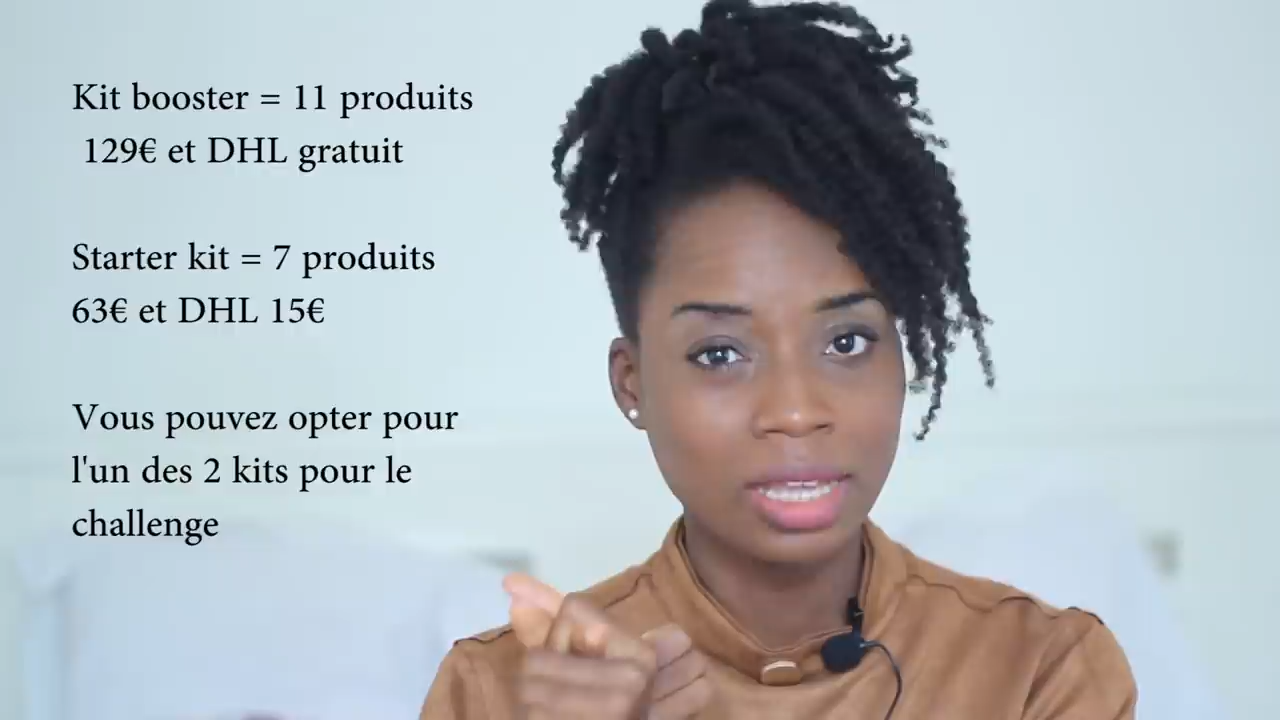 Kit booster = 11 produits
129€ et DHL gratuit
Starter kit = 7 produits
63€ et DHL 15€
Vous pouvez opter pour
l'un des 2 kits pour le
challenge